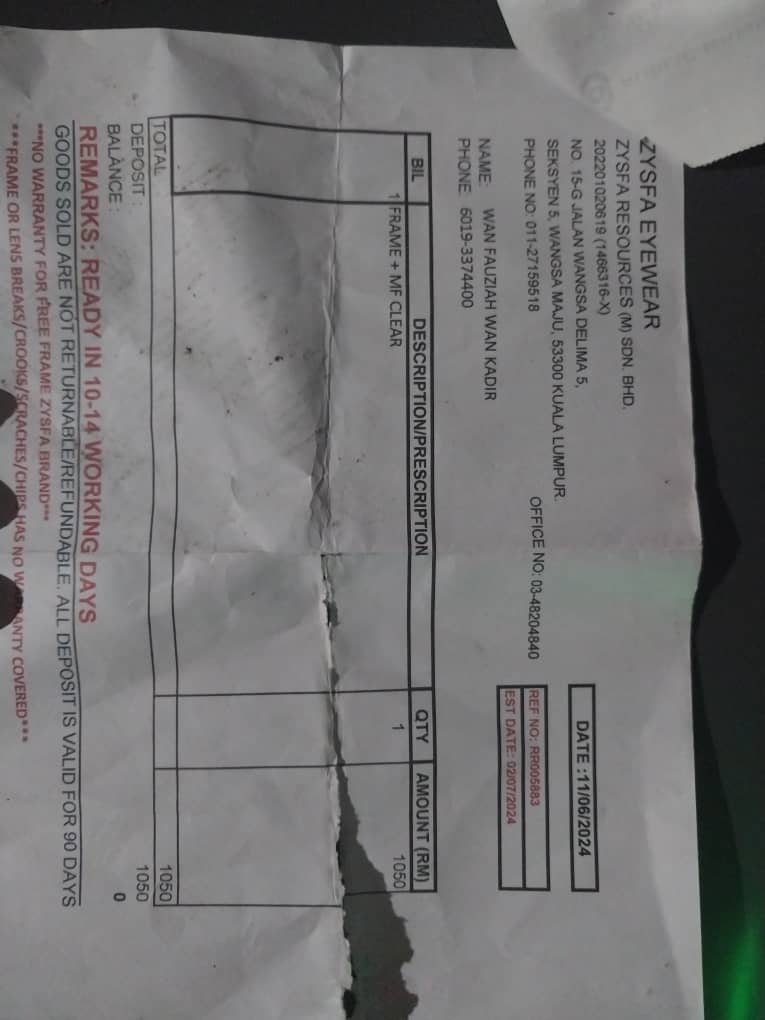 ZYSFA EYEWEAR
ZYSFA RESOURCES (M) SDN. BHD.
202201020619 (1466316-X)
NO. 15-G JALAN WANGSA DELIMA 5,
SEKSYEN 5, WANGSA MAJU, 53300 KUALA LUMPUR.
PHONE NO: 011-27159518
OFFICE NO: 03-48204840
DATE :11/06/2024
REF NO: RR005883
EST DATE: 02/07/2024
NAME: WAN FAUZIAH WAN KADIR
PHONE: 6019-3374400
BIL DESCRIPTION/PRESCRIPTION QTY AMOUNT (RM)
1 FRAME + MF CLEAR 1 1050
TOTAL 1050
DEPOSIT : 1050
BALANCE : 0
REMARKS: READY IN 10-14 WORKING DAYS
GOODS SOLD ARE NOT RETURNABLE/REFUNDABLE. ALL DEPOSIT IS VALID FOR 90 DAYS
***NO WARRANTY FOR FREE FRAME ZYSFA BRAND***
***FRAME OR LENS BREAKS/CROOKS/SCRACHES/CHIPS HAS NO WARRANTY COVERED***